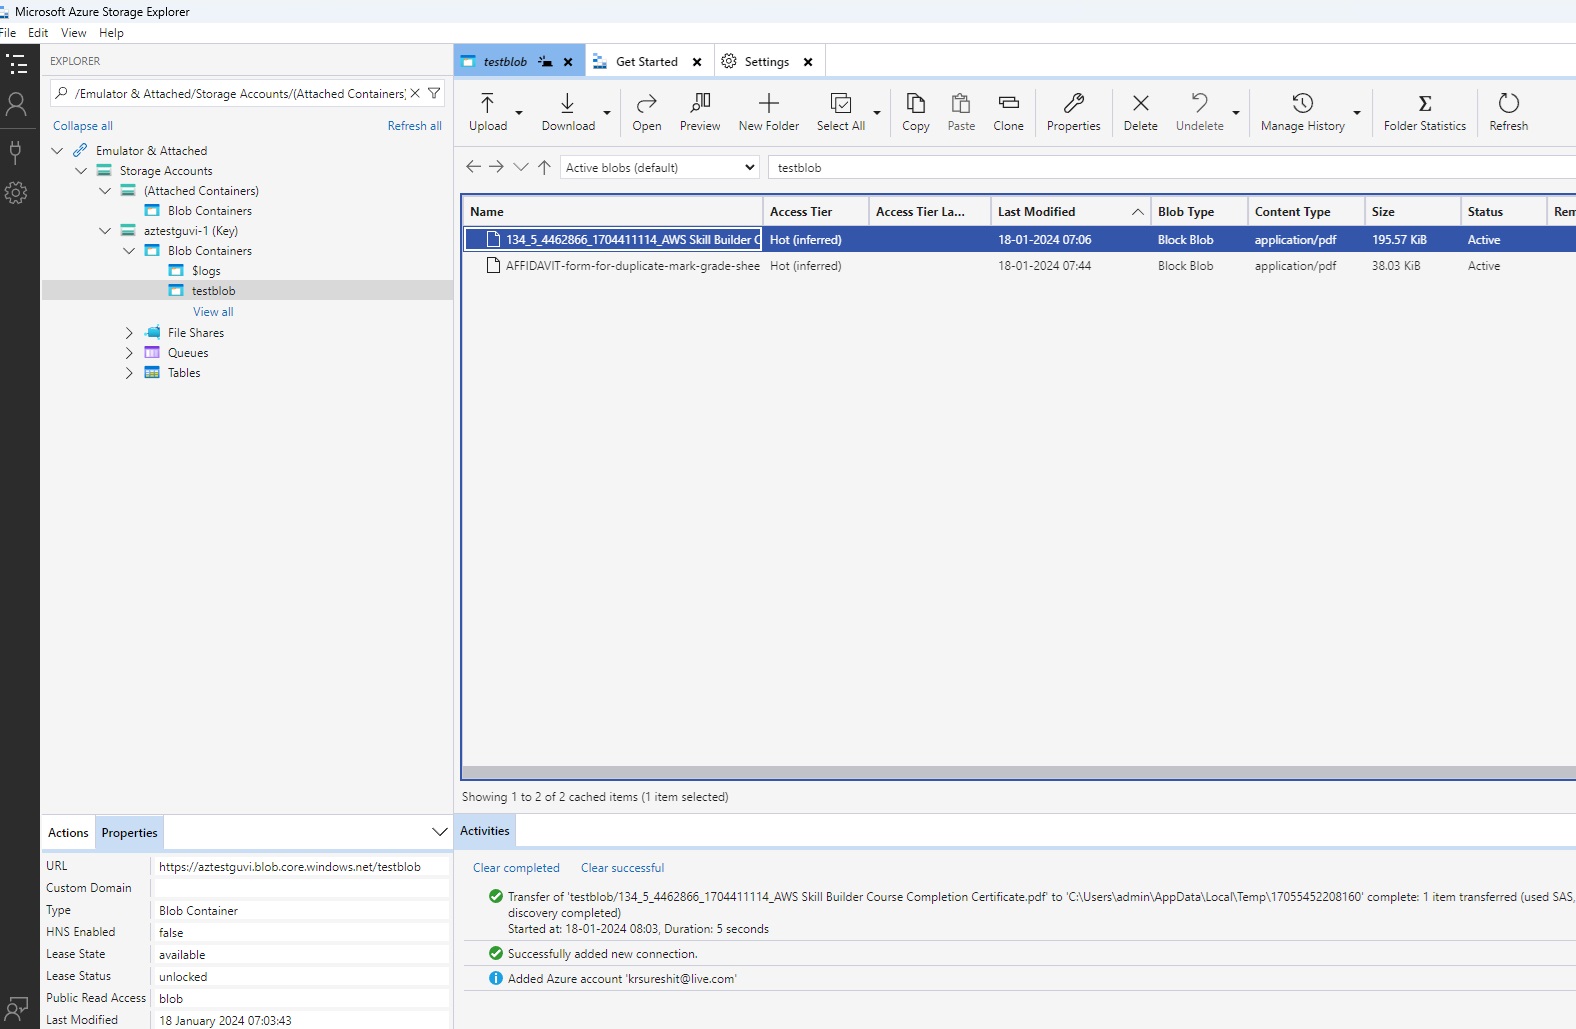 Microsoft Azure Storage Explorer
File Edit View Help
EXPLORER
/Emulator & Attached/Storage Accounts/(Attached Containers)
Collapse all Refresh all
Emulator & Attached
Storage Accounts
(Attached Containers)
Blob Containers
aztestguvi-1 (Key)
Blob Containers
$logs
testblob
View all
File Shares
Queues
Tables
testblob Get Started Settings
Upload Download Open Preview New Folder Select All Copy Paste Clone Properties Delete Undelete Manage History Folder Statistics Refresh
Active blobs (default) testblob
Name Access Tier Access Tier La... Last Modified Blob Type Content Type Size Status Rem
134_5_4462866_1704411114_AWS Skill Builder C Hot (inferred) 18-01-2024 07:06 Block Blob application/pdf 195.57 KiB Active
AFFIDAVIT-form-for-duplicate-mark-grade-shee Hot (inferred) 18-01-2024 07:44 Block Blob application/pdf 38.03 KiB Active
Showing 1 to 2 of 2 cached items (1 item selected)
Actions Properties
URL https://aztestguvi.blob.core.windows.net/testblob
Custom Domain
Type Blob Container
HNS Enabled false
Lease State available
Lease Status unlocked
Public Read Access blob
Last Modified 18 January 2024 07:03:43
Activities
Clear completed Clear successful
Transfer of 'testblob/134_5_4462866_1704411114_AWS Skill Builder Course Completion Certificate.pdf' to 'C:\Users\admin\AppData\Local\Temp\17055452208160' complete: 1 item transferred (used SAS,
discovery completed)
Started at: 18-01-2024 08:03, Duration: 5 seconds
Successfully added new connection.
Added Azure account 'krsureshit@live.com'